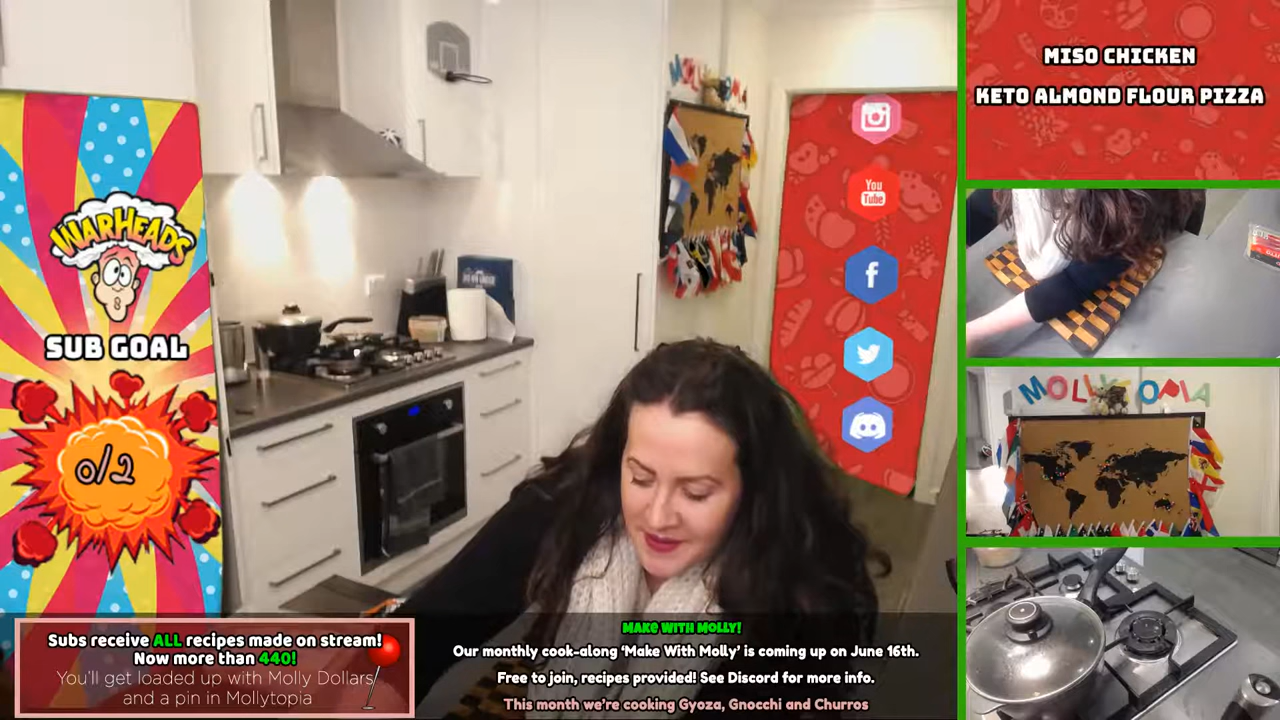 MISO CHICKEN
KETO ALMOND FLOUR PIZZA
MOLLYTOPIA
You
Tube
WARHEADS
SUB GOAL
0/2
MOLLYTOPIA
Subs receive ALL recipes made on stream!
Now more than 440!
You'll get loaded up with Molly Dollars
and a pin in Mollytopia
MAKE WITH MOLLY!
Our monthly cook-along 'Make With Molly' is coming up on June 16th.
Free to join, recipes provided! See Discord for more info.
This month we're cooking Gyoza, Gnocchi and Churros